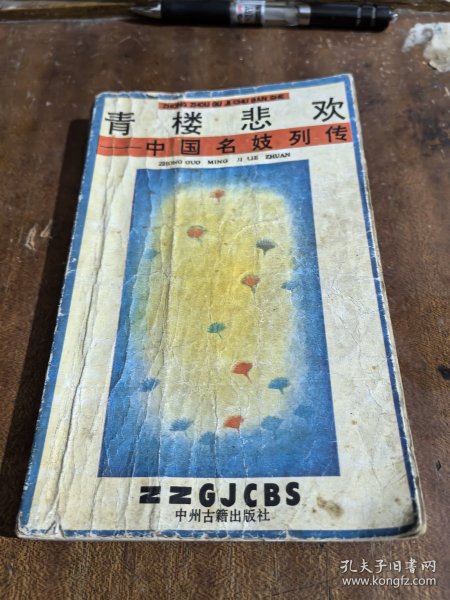 ZHONG ZHOU GU JI CHU BAN SHE
青楼悲欢
——中国名妓列传
ZHONG GUO MING JI LIE ZHUAN
ZZGJCBS
中州古籍出版社
孔夫子旧书网
www.kongfz.com